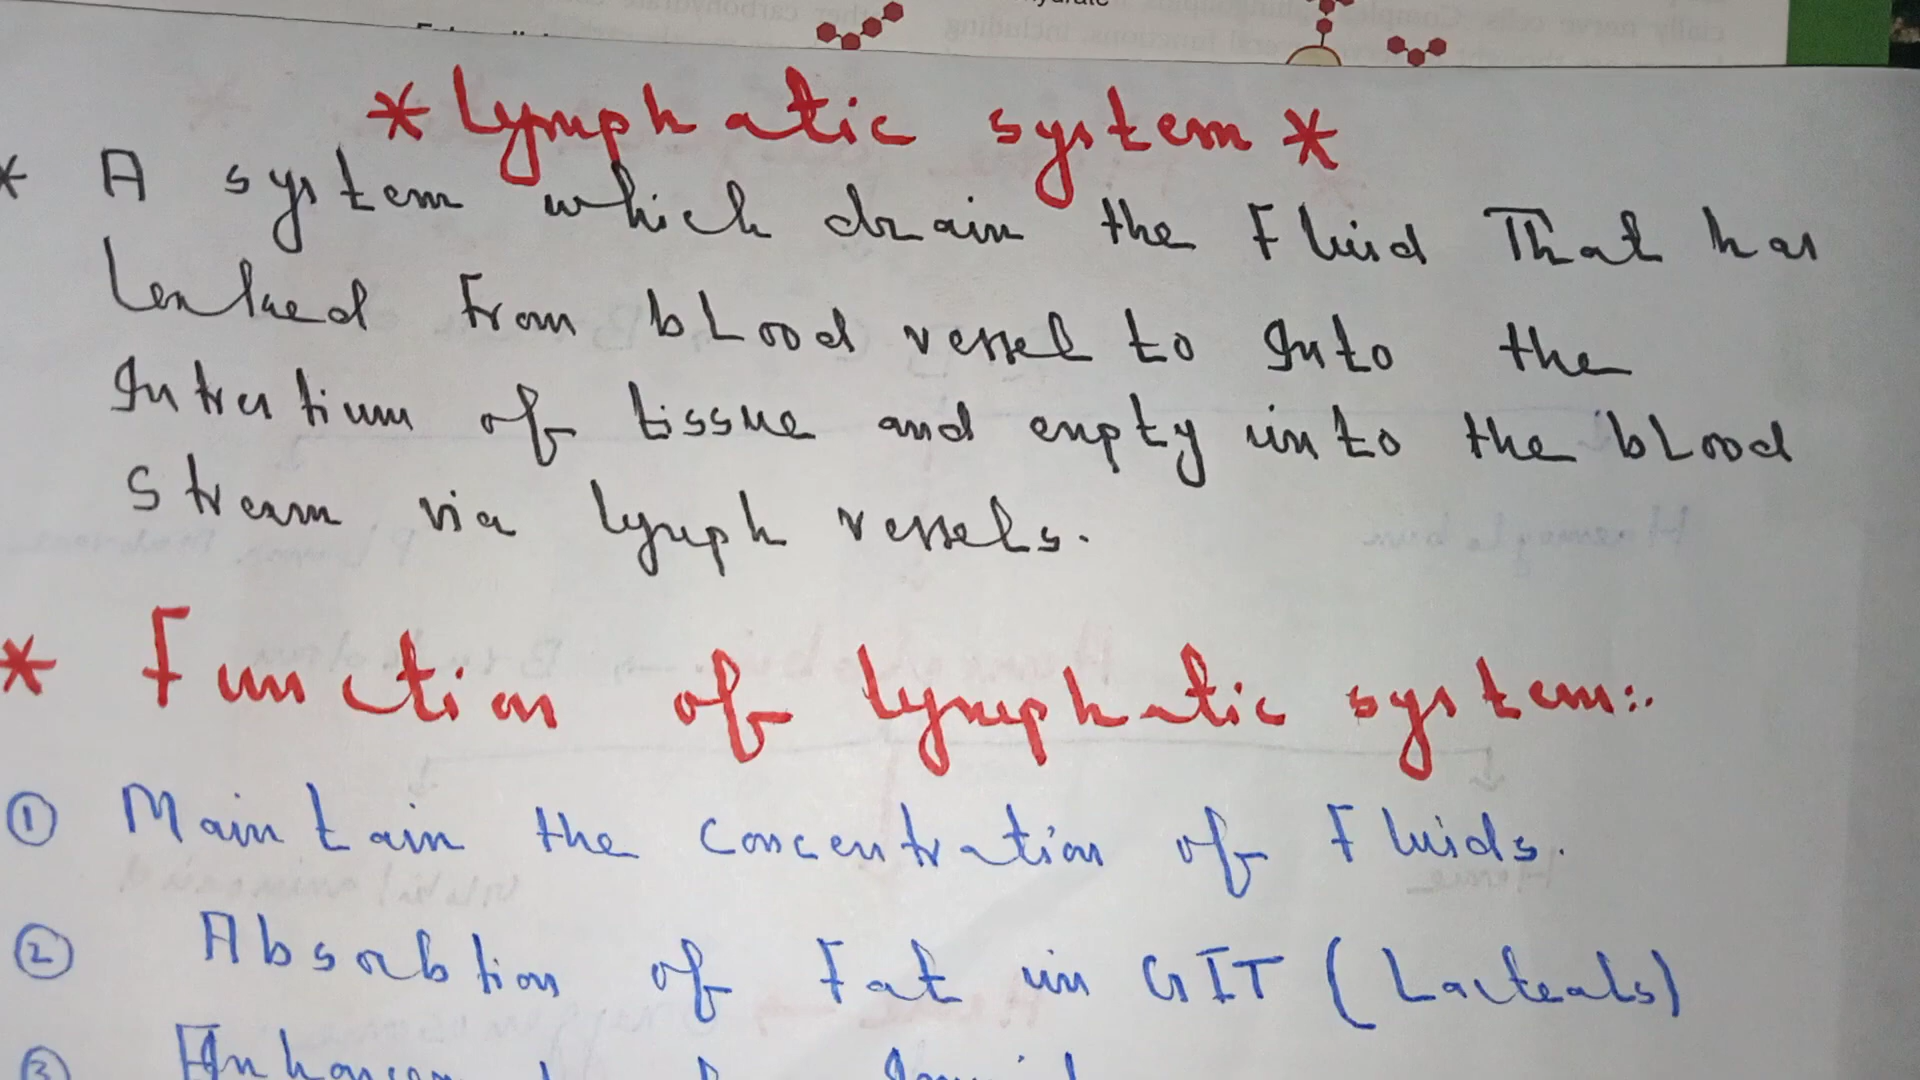 * Lymphatic system *
* A system which drain the Fluid That has
Leaked From bLood vessel to Into the
Intrestium of tissue and empty into the bLood
stream via lymph vessels.
* Function of lymphatic system:.
① Maintain the concentration of Fluids.
② Absorbtion of Fat in GIT (Lacteals)
③